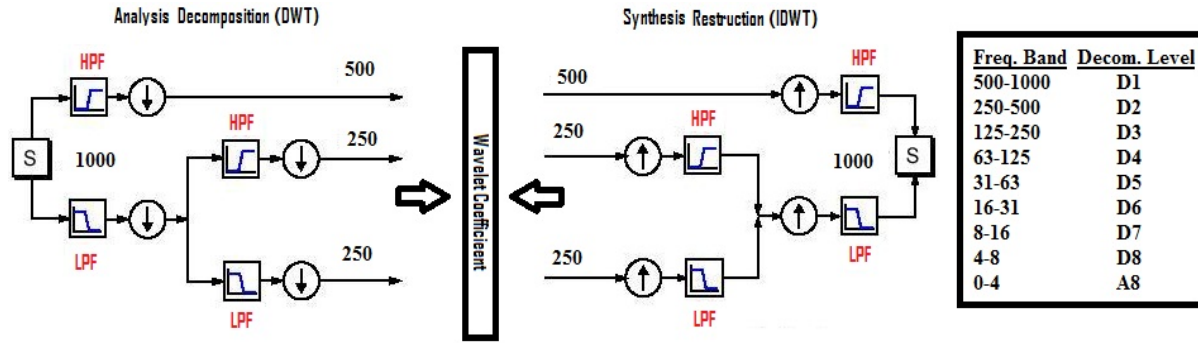 Analysis Decomposition (DWT)
HPF
500
HPF
250
S
1000
LPF
250
LPF
Wavelet Coefficieent
Synthesis Restruction (IDWT)
500
HPF
250
HPF
1000
S
250
LPF
LPF
Freq. Band Decom. Level
500-1000 D1
250-500 D2
125-250 D3
63-125 D4
31-63 D5
16-31 D6
8-16 D7
4-8 D8
0-4 A8